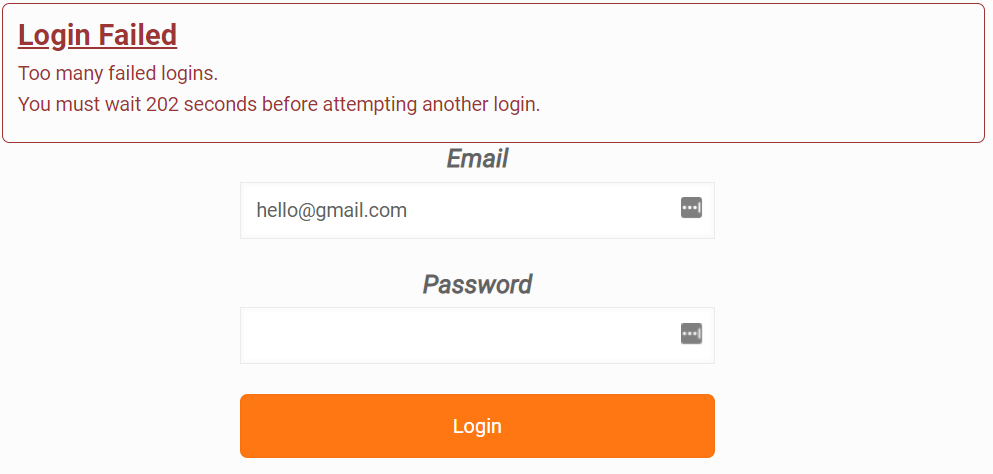 Login Failed
Too many failed logins.
You must wait 202 seconds before attempting another login.
Email
hello@gmail.com
Password
Login